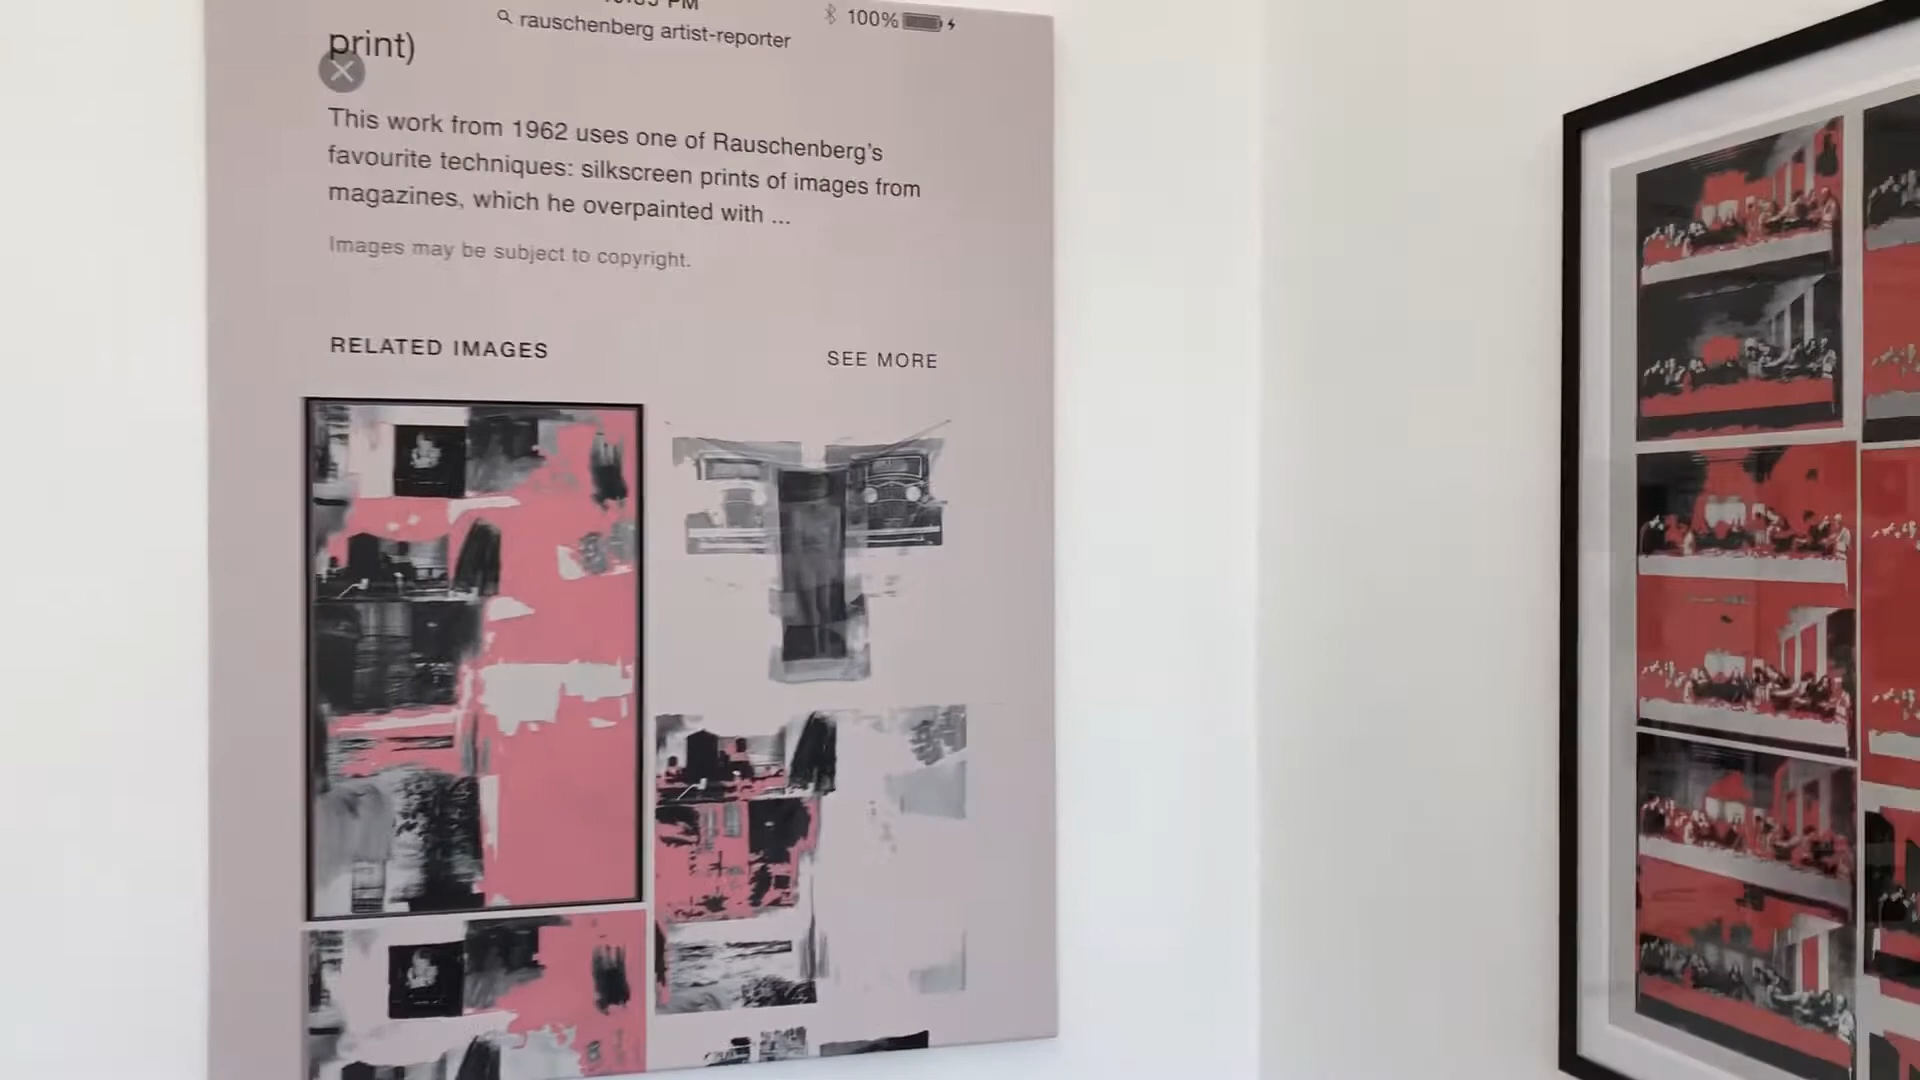 PM
rauschenberg artist-reporter
100%
print)
This work from 1962 uses one of Rauschenberg's
favourite techniques: silkscreen prints of images from
magazines, which he overpainted with ...
Images may be subject to copyright.
RELATED IMAGES
SEE MORE